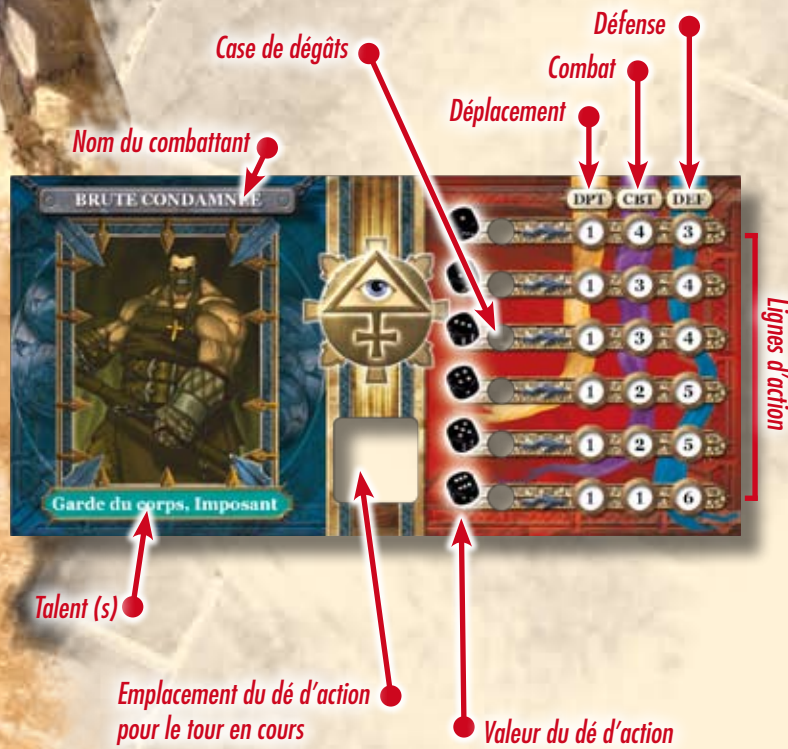 Défense
Case de dégâts
Combat
Déplacement
Nom du combattant
BRUTE CONDAMNÉE
DPT CBT DEF
1 4 3
1 3 4
1 3 4
1 2 5
1 2 5
1 1 6
Lignes d'action
Garde du corps, Imposant
Talent (s)
Emplacement du dé d'action
pour le tour en cours
Valeur du dé d'action